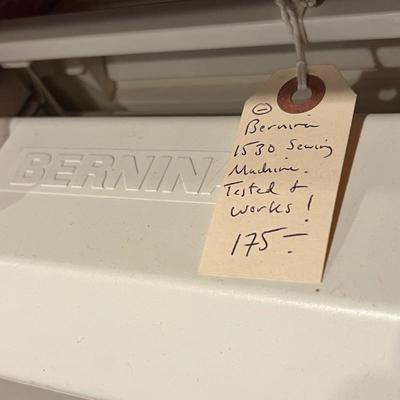 BERNINA
Bernina
1530 Sewing
Machine.
Tested &
works!
175-